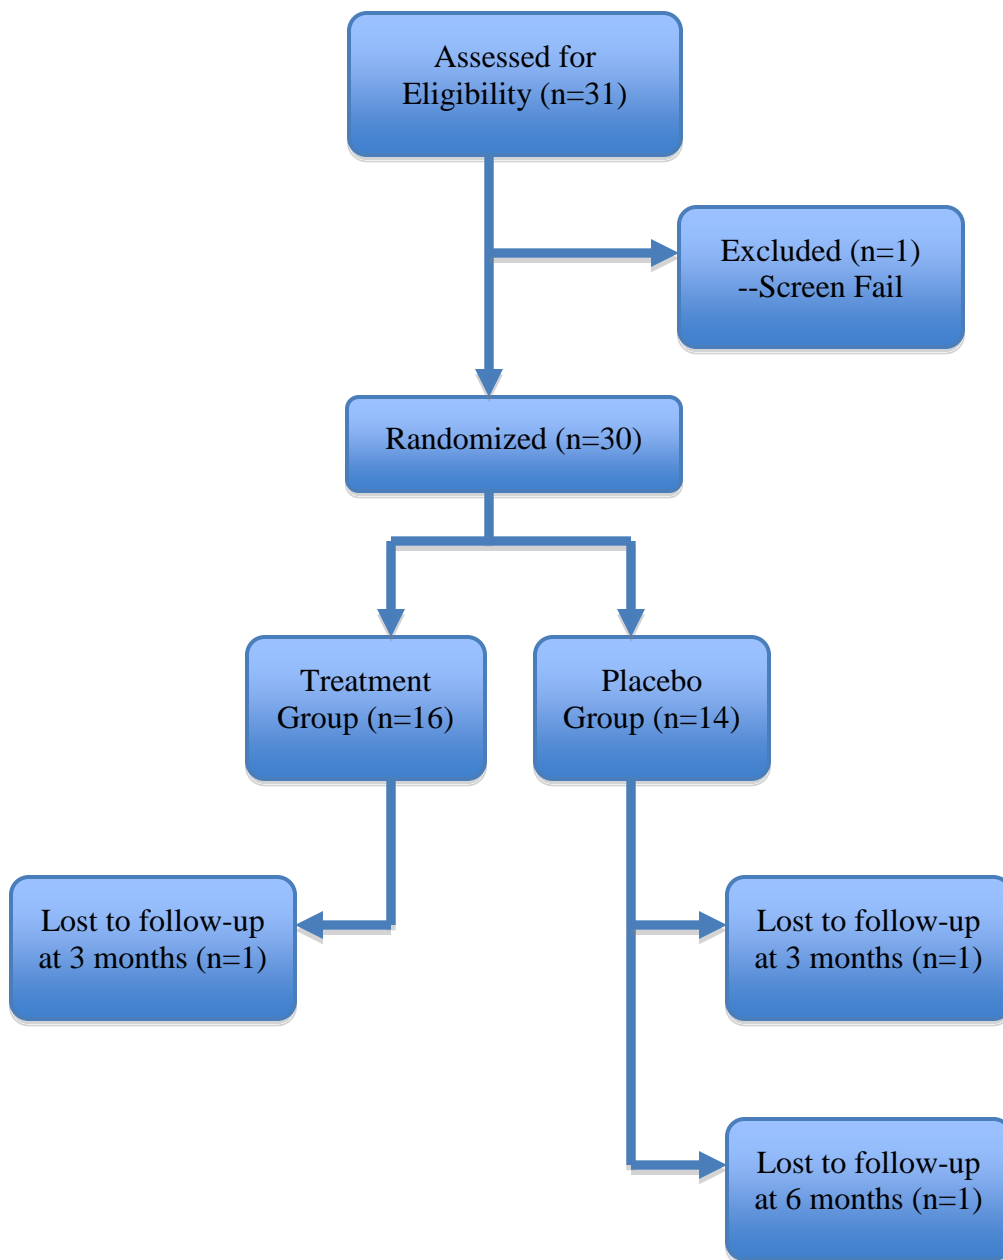 Assessed for
Eligibility (n=31)
Excluded (n=1)
--Screen Fail
Randomized (n=30)
Treatment
Group (n=16)
Placebo
Group (n=14)
Lost to follow-up
at 3 months (n=1)
Lost to follow-up
at 3 months (n=1)
Lost to follow-up
at 6 months (n=1)